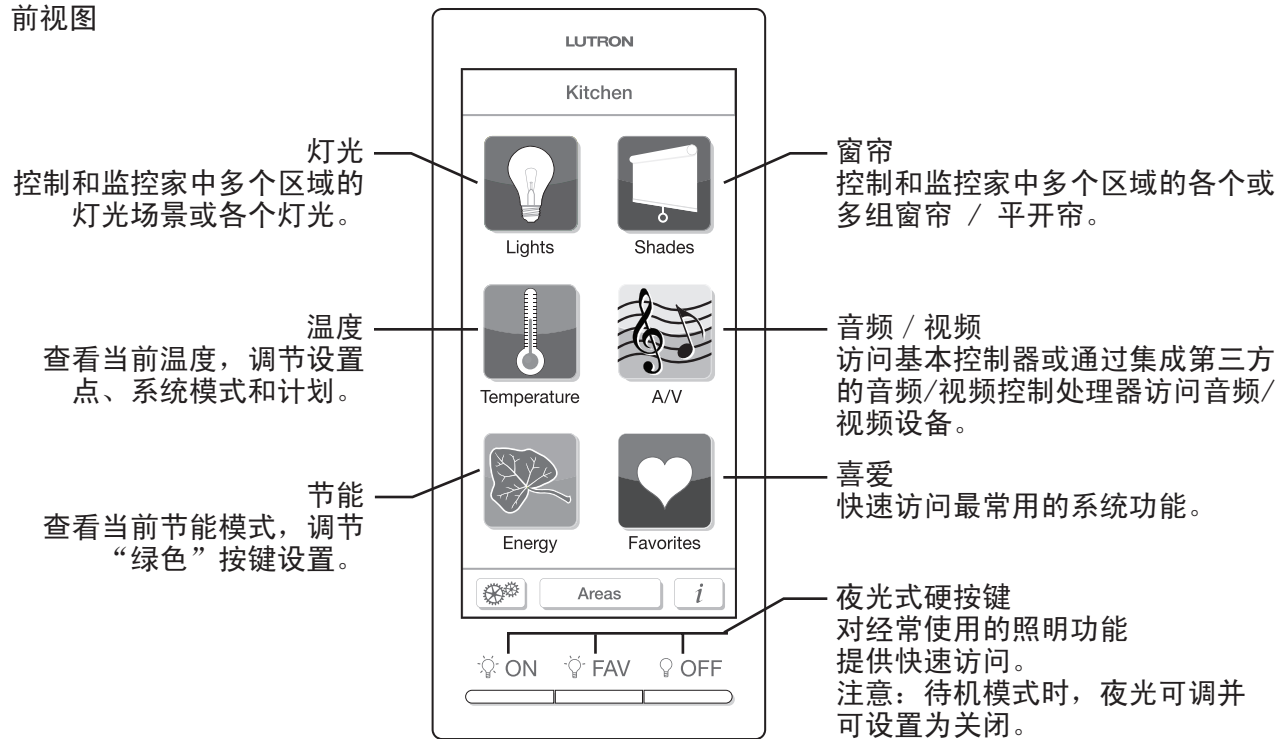 前视图
LUTRON
Kitchen
灯光
控制和监控家中多个区域的
灯光场景或各个灯光。
窗帘
控制和监控家中多个区域的各个或
多组窗帘 / 平开帘。
Lights
Shades
温度
查看当前温度，调节设置
点、系统模式和计划。
音频 / 视频
访问基本控制器或通过集成第三方
的音频/视频控制处理器访问音频/
视频设备。
Temperature
A/V
节能
查看当前节能模式，调节
“绿色”按键设置。
喜爱
快速访问最常用的系统功能。
Energy
Favorites
Areas
i
夜光式硬按键
对经常使用的照明功能
提供快速访问。
注意：待机模式时，夜光可调并
可设置为关闭。
ON
FAV
OFF